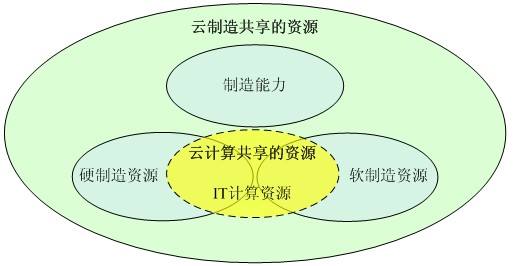 云制造共享的资源
制造能力
云计算共享的资源
硬制造资源
软制造资源
IT计算资源